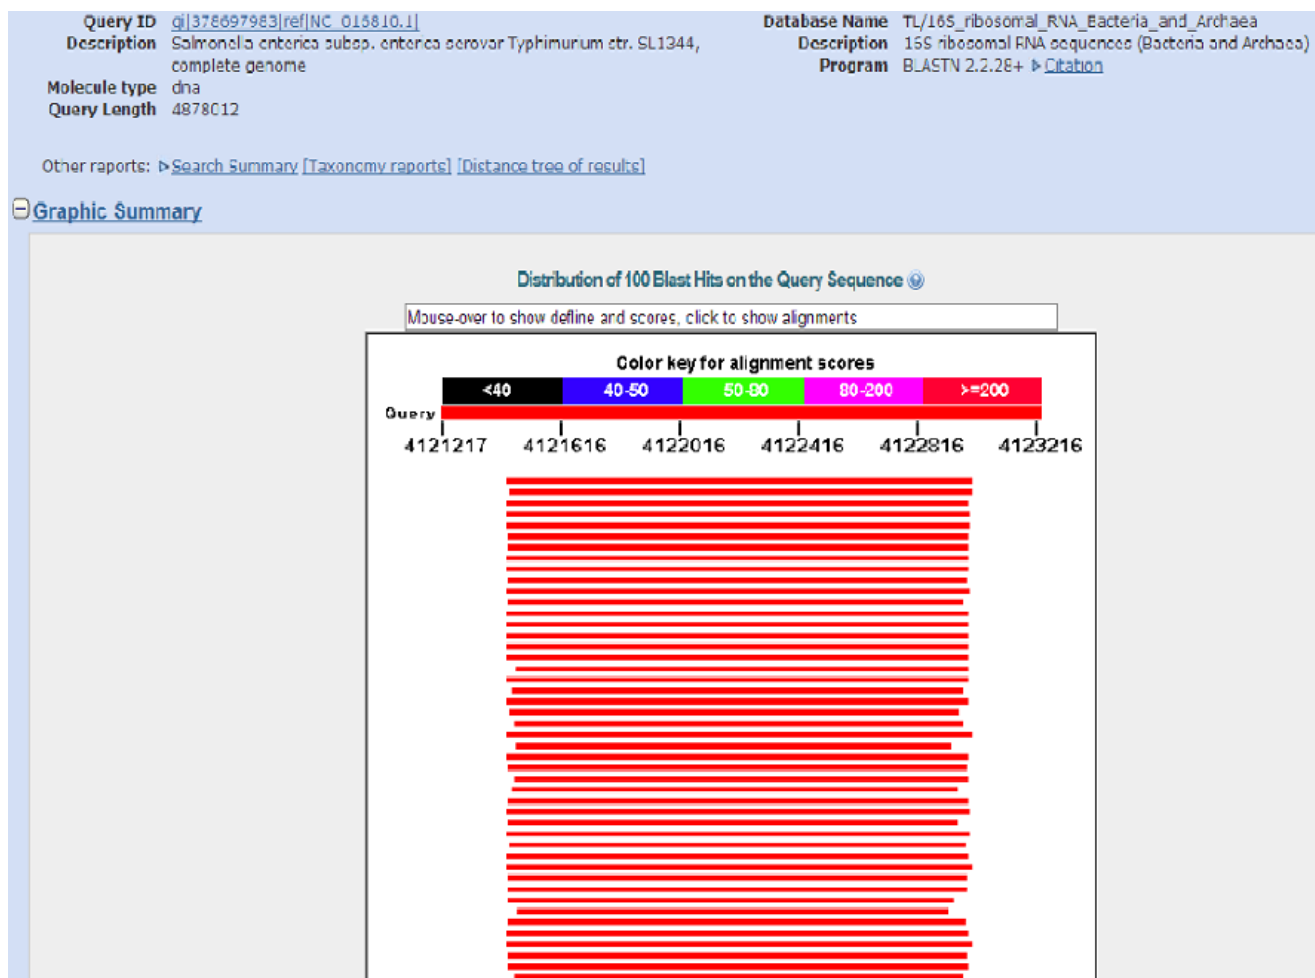 Query ID gi|378697983|ref|NC_016810.1|
Description Salmonella enterica subsp. enterica serovar Typhimurium str. SL1344,
complete genome
Molecule type dna
Query Length 4878012
Database Name TL/16S_ribosomal_RNA_Bacteria_and_Archaea
Description 16S ribosomal RNA sequences (Bacteria and Archaea)
Program BLASTN 2.2.28+ Citation
Other reports: Search Summary [Taxonomy reports] [Distance tree of results]
Graphic Summary
Distribution of 100 Blast Hits on the Query Sequence
Mouse-over to show defline and scores, click to show alignments
Color key for alignment scores
<40 40-50 50-80 80-200 >=200
Query
4121217 4121616 4122016 4122416 4122816 4123216